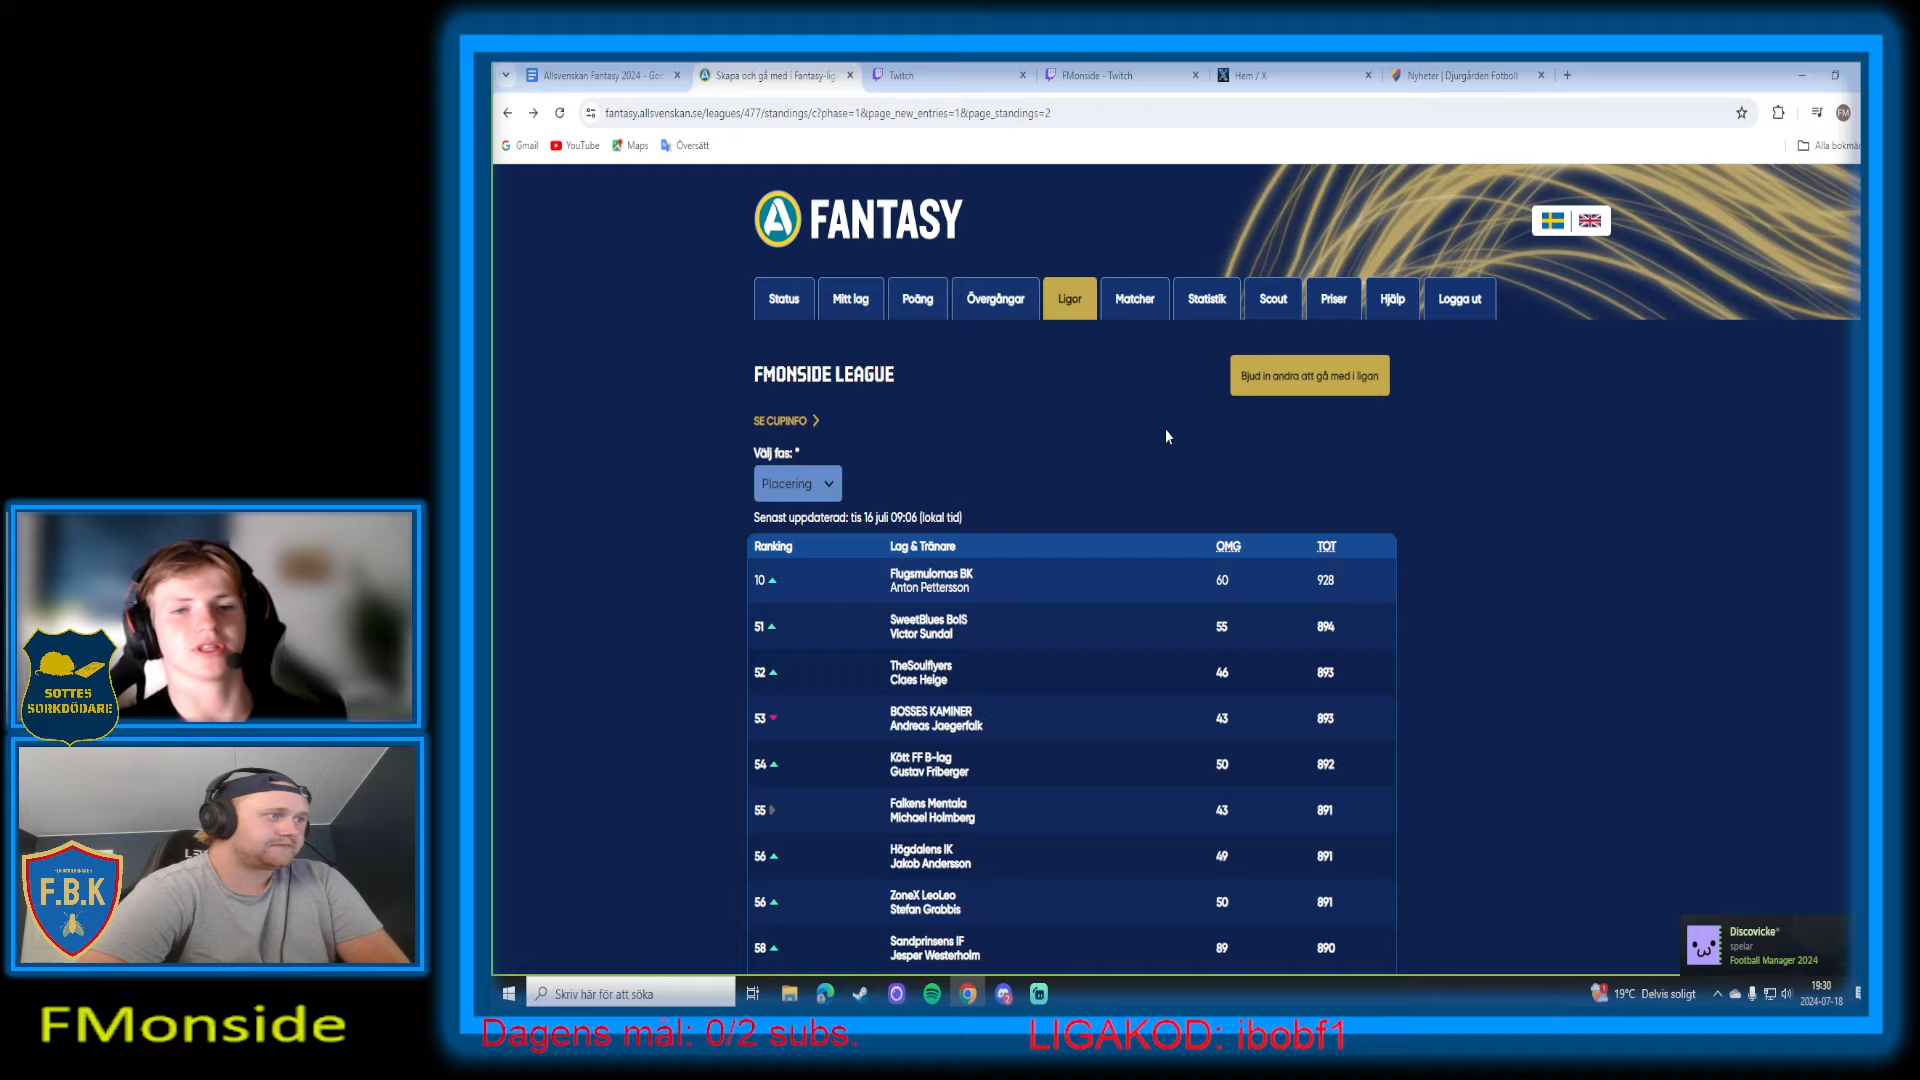 Allsvenskan Fantasy 2024 - Goo
Skapa och gå med i Fantasy-lig
Twitch
FMonside - Twitch
Hem / X
Nyheter | Djurgården Fotboll
fantasy.allsvenskan.se/leagues/477/standings/c?phase=1&page_new_entries=1&page_standings=2
Gmail YouTube Maps Översätt
Alla bokmär
FANTASY
Status Mitt lag Poäng Övergångar Ligor Matcher Statistik Scout Priser Hjälp Logga ut
FMONSIDE LEAGUE
Bjud in andra att gå med i ligan
SE CUPINFO
Välj fas: *
Placering
Senast uppdaterad: tis 16 juli 09:06 (lokal tid)
Ranking Lag & Tränare OMG TOT
10 Flugsmulornas BK 60 928
Anton Pettersson
51 SweetBlues BoIS 55 894
Victor Sundal
52 TheSoulflyers 46 893
Claes Helge
53 BOSSES KAMINER 43 893
Andreas Jaegerfalk
54 Kött FF B-lag 50 892
Gustav Friberger
55 Falkens Mentala 43 891
Michael Holmberg
56 Högdalens IK 49 891
Jakob Andersson
56 ZoneX LeoLeo 50 891
Stefan Grabbis
58 Sandprinsens IF 89 890
Jesper Westerholm
Discovicke
spelar
Football Manager 2024
Skriv här för att söka
19°C Delvis soligt
19:30
2024-07-18
SOTTES
SORKDÖDARE
F.B.K
FMonside
Dagens mål: 0/2 subs.
LIGAKOD: ibobf1